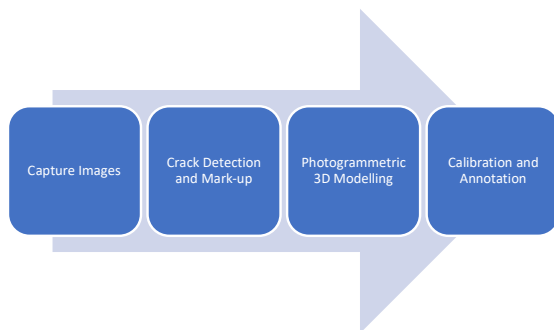 Capture Images
Crack Detection
and Mark-up
Photogrammetric
3D Modelling
Calibration and
Annotation